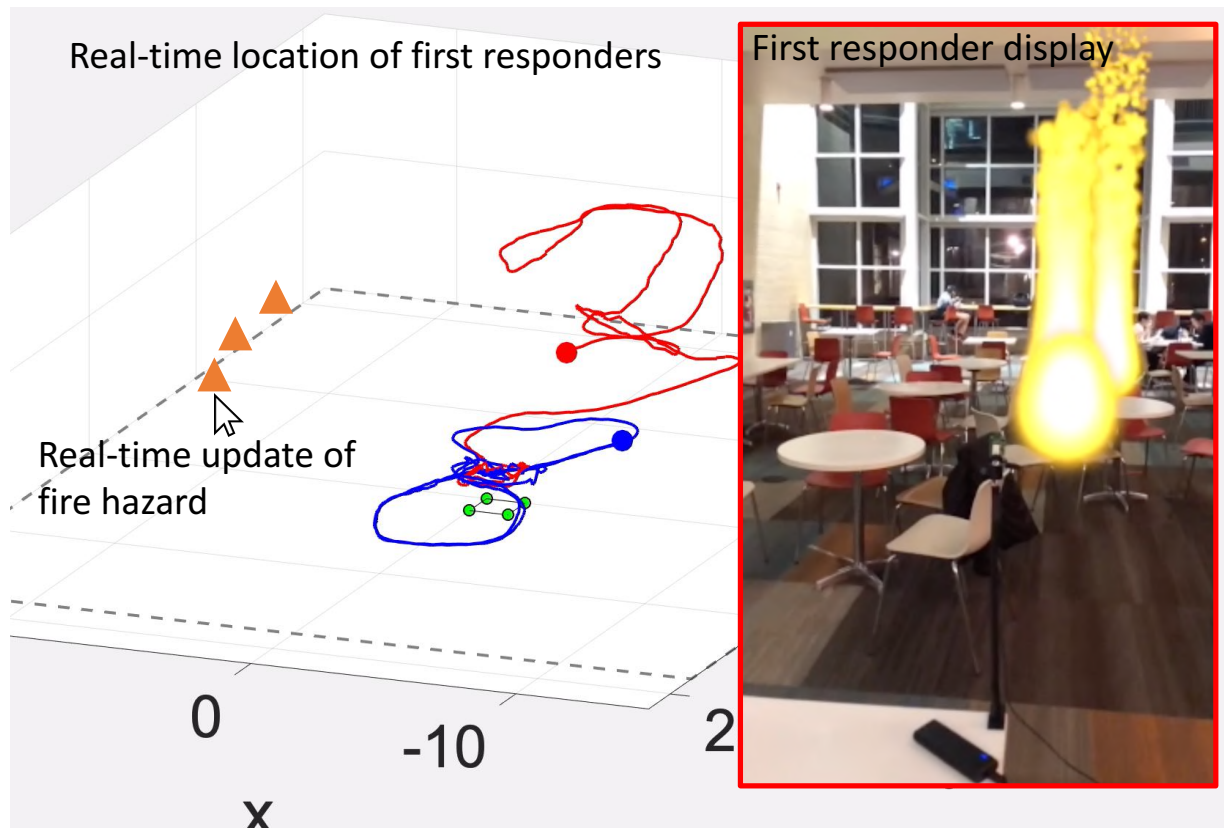 Real-time location of first responders
First responder display
Real-time update of
fire hazard
0
-10
2
x